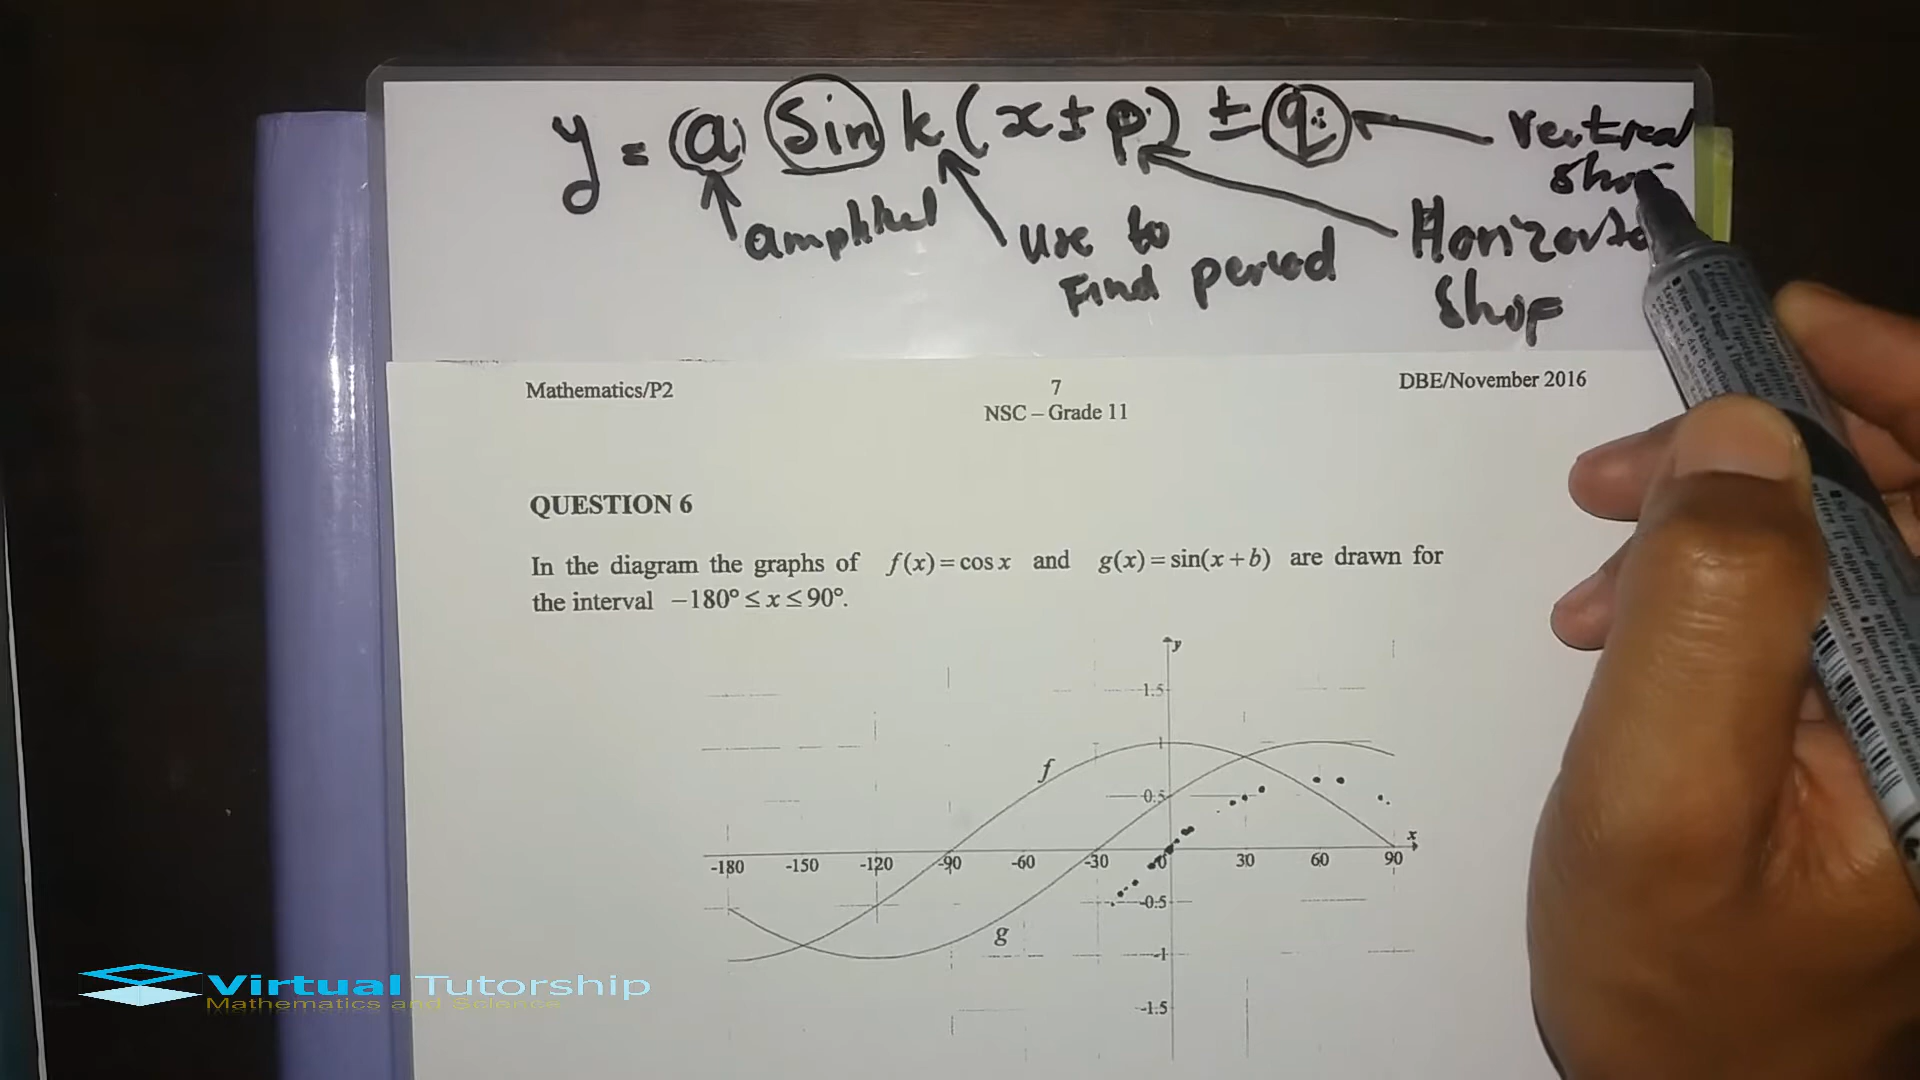 y = a Sin k (x ± p) ± q
Vertical
Horizonta
Shof
use to
Find period
Mathematics/P2
7
DBE/November 2016
NSC – Grade 11
QUESTION 6
In the diagram the graphs of f(x) = cos x and g(x) = sin(x + b) are drawn for
the interval −180° ≤ x ≤ 90°.
y
1.5
1
f
0.5
x
-180 -150 -120 -90 -60 -30 0 30 60 90
-0.5
g
-1
-1.5
Virtual Tutorship
Mathematics and Science